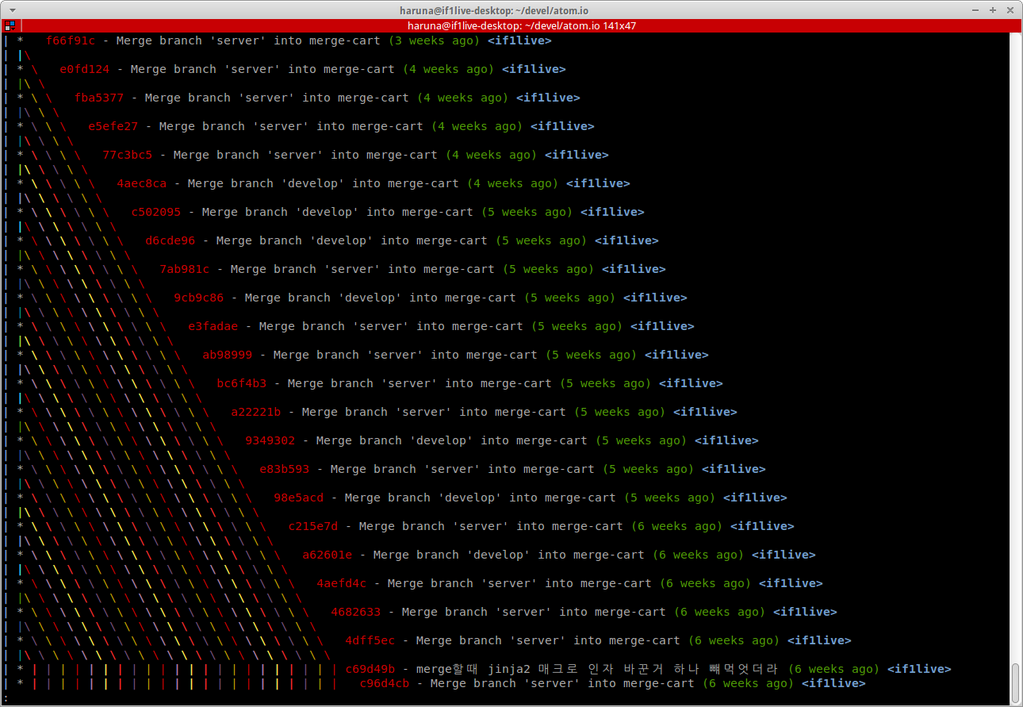 haruna@if1live-desktop: ~/devel/atom.io
haruna@if1live-desktop: ~/devel/atom.io 141x47
f66f91c - Merge branch 'server' into merge-cart (3 weeks ago) <if1live>
e0fd124 - Merge branch 'server' into merge-cart (4 weeks ago) <if1live>
fba5377 - Merge branch 'server' into merge-cart (4 weeks ago) <if1live>
e5efe27 - Merge branch 'server' into merge-cart (4 weeks ago) <if1live>
77c3bc5 - Merge branch 'server' into merge-cart (4 weeks ago) <if1live>
4aec8ca - Merge branch 'develop' into merge-cart (4 weeks ago) <if1live>
c502095 - Merge branch 'develop' into merge-cart (5 weeks ago) <if1live>
d6cde96 - Merge branch 'develop' into merge-cart (5 weeks ago) <if1live>
7ab981c - Merge branch 'server' into merge-cart (5 weeks ago) <if1live>
9cb9c86 - Merge branch 'develop' into merge-cart (5 weeks ago) <if1live>
e3fadae - Merge branch 'server' into merge-cart (5 weeks ago) <if1live>
ab98999 - Merge branch 'server' into merge-cart (5 weeks ago) <if1live>
bc6f4b3 - Merge branch 'server' into merge-cart (5 weeks ago) <if1live>
a22221b - Merge branch 'server' into merge-cart (5 weeks ago) <if1live>
9349302 - Merge branch 'develop' into merge-cart (5 weeks ago) <if1live>
e83b593 - Merge branch 'server' into merge-cart (5 weeks ago) <if1live>
98e5acd - Merge branch 'develop' into merge-cart (5 weeks ago) <if1live>
c215e7d - Merge branch 'server' into merge-cart (6 weeks ago) <if1live>
a62601e - Merge branch 'develop' into merge-cart (6 weeks ago) <if1live>
4aefd4c - Merge branch 'server' into merge-cart (6 weeks ago) <if1live>
4682633 - Merge branch 'server' into merge-cart (6 weeks ago) <if1live>
4dff5ec - Merge branch 'server' into merge-cart (6 weeks ago) <if1live>
c69d49b - merge할때 jinja2 매크로 인자 바꾼거 하나 빼먹엇더라 (6 weeks ago) <if1live>
c96d4cb - Merge branch 'server' into merge-cart (6 weeks ago) <if1live>
: